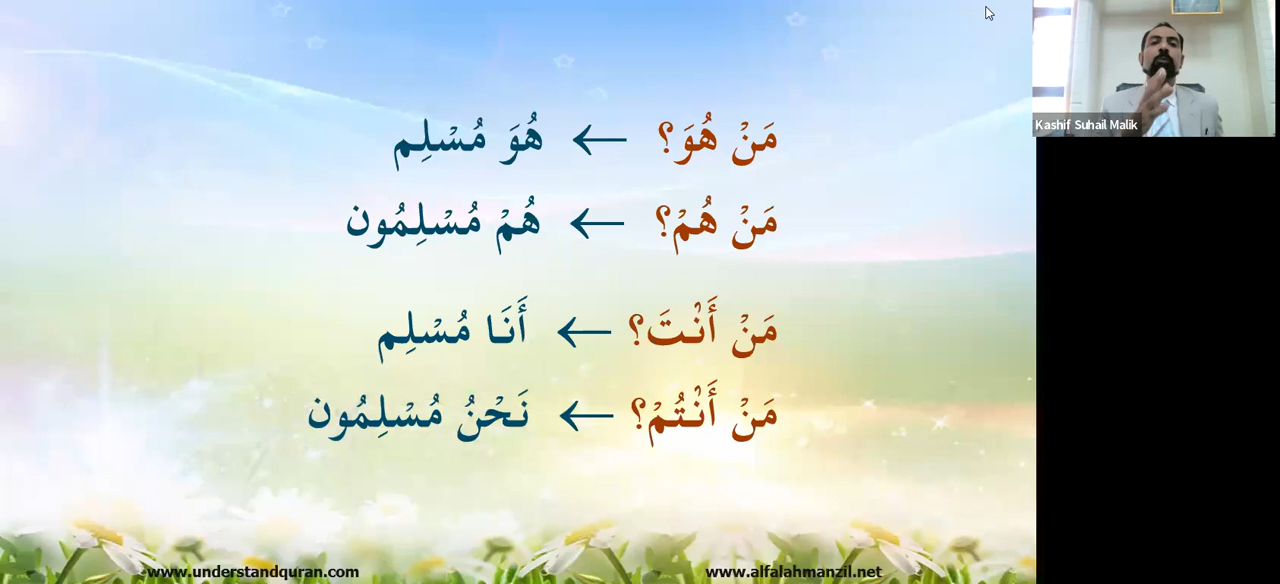 مَنْ هُوَ؟ ← هُوَ مُسْلِم
Kashif Suhail Malik
مَنْ هُمْ؟ ← هُمْ مُسْلِمُون
مَنْ أَنْتَ؟ ← أَنَا مُسْلِم
مَنْ أَنْتُمْ؟ ← نَحْنُ مُسْلِمُون
www.understandquran.com
www.alfalahmanzil.net